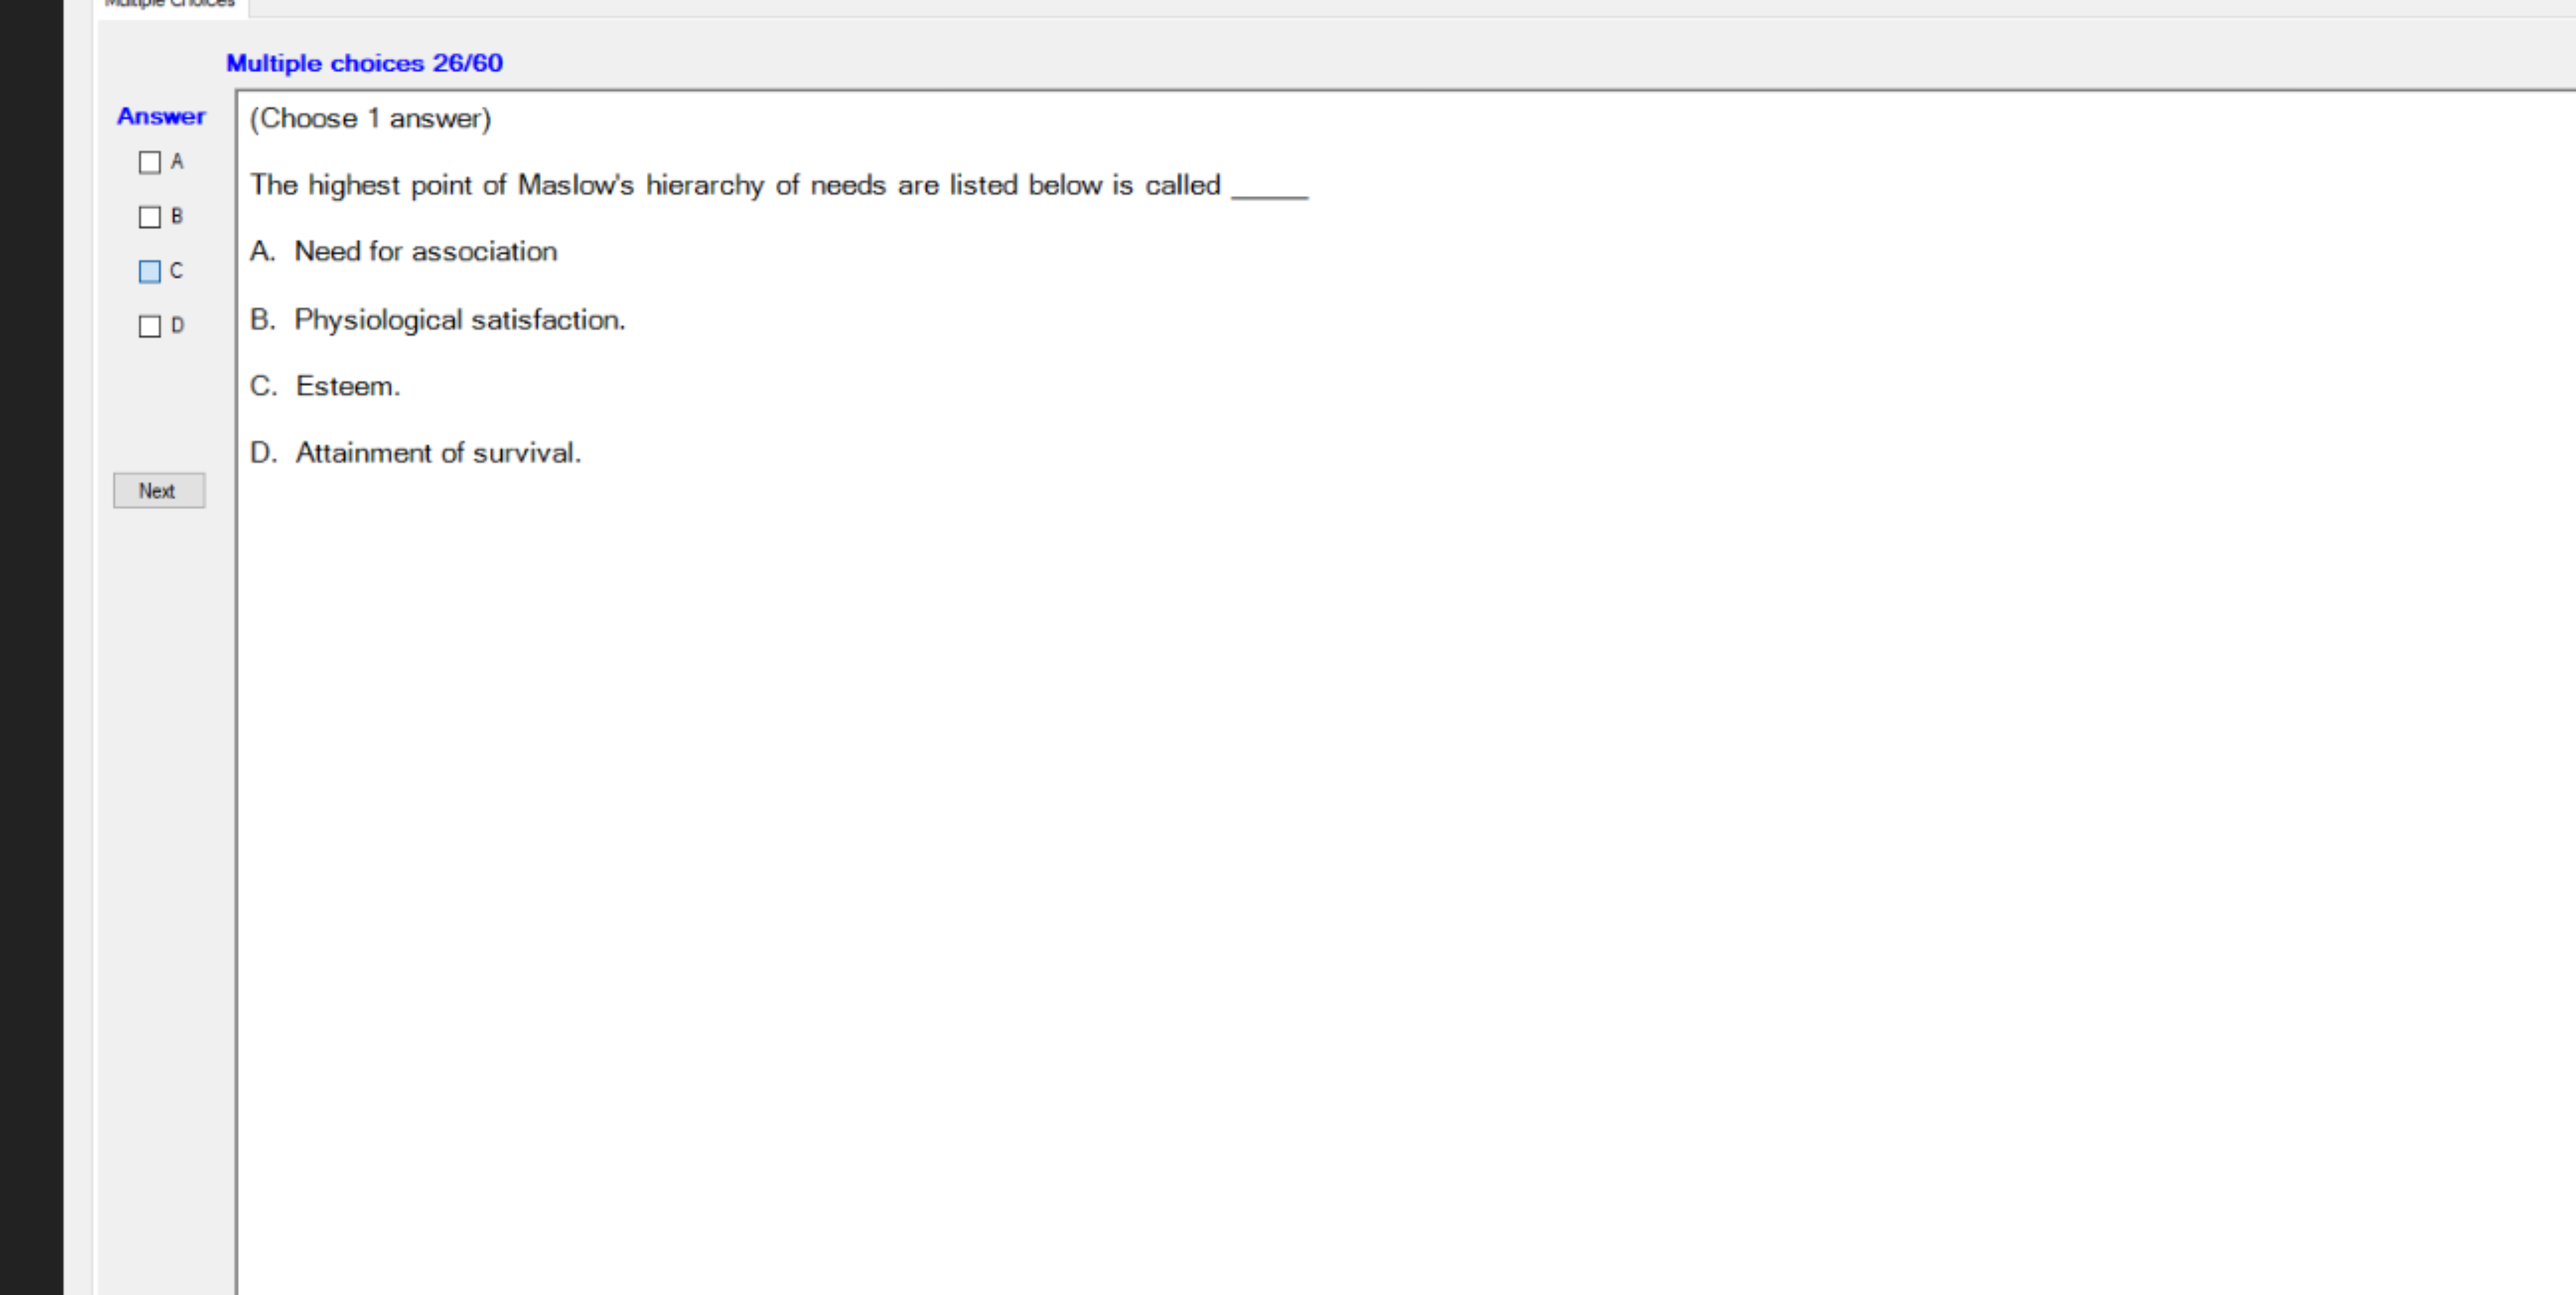 Multiple Choices
Multiple choices 26/60
Answer
(Choose 1 answer)
A
The highest point of Maslow's hierarchy of needs are listed below is called _____
B
A. Need for association
C
B. Physiological satisfaction.
D
C. Esteem.
D. Attainment of survival.
Next